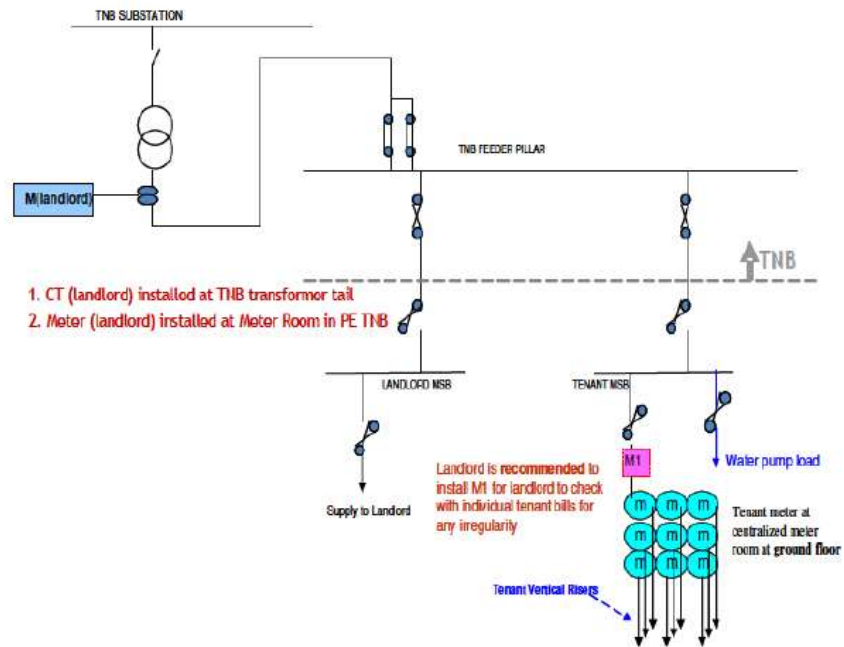 TNB SUBSTATION
TNB FEEDER PILLAR
M(landlord)
TNB
1. CT (landlord) installed at TNB transformor tail
2. Meter (landlord) installed at Meter Room in PE TNB
LANDLORD MSB
TENANT MSB
Landlord is recommended to
install M1 for landlord to check
with individual tenant bills for
any irregularity
M1
Water pump load
Supply to Landlord
m m m
m m m
m m m
Tenant meter at
centralized meter
room at ground floor
Tenant Vertical Risers